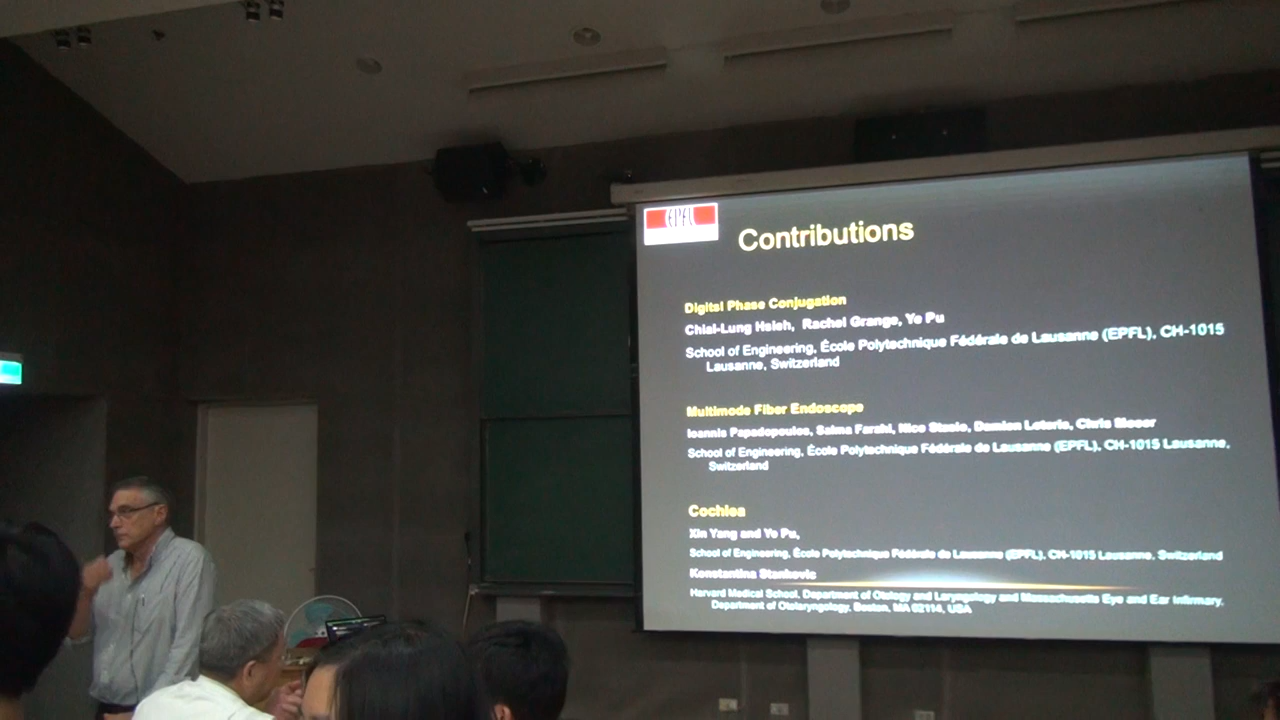 EPFL
Contributions
Digital Phase Conjugation
Chial-Lung Hsieh, Rachel Grange, Ye Pu
School of Engineering, École Polytechnique Fédérale de Lausanne (EPFL), CH-1015
Lausanne, Switzerland
Multimode Fiber Endoscope
Ioannis Papadopoulos, Salma Farahi, Nico Stasio, Damien Loterie, Chris Moser
School of Engineering, École Polytechnique Fédérale de Lausanne (EPFL), CH-1015 Lausanne,
Switzerland
Cochlea
Xin Yang and Ye Pu,
School of Engineering, École Polytechnique Fédérale de Lausanne (EPFL), CH-1015 Lausanne, Switzerland
Konstantina Stankovic
Harvard Medical School, Department of Otology and Laryngology and Massachusetts Eye and Ear Infirmary,
Department of Otolaryngology, Boston, MA 02114, USA